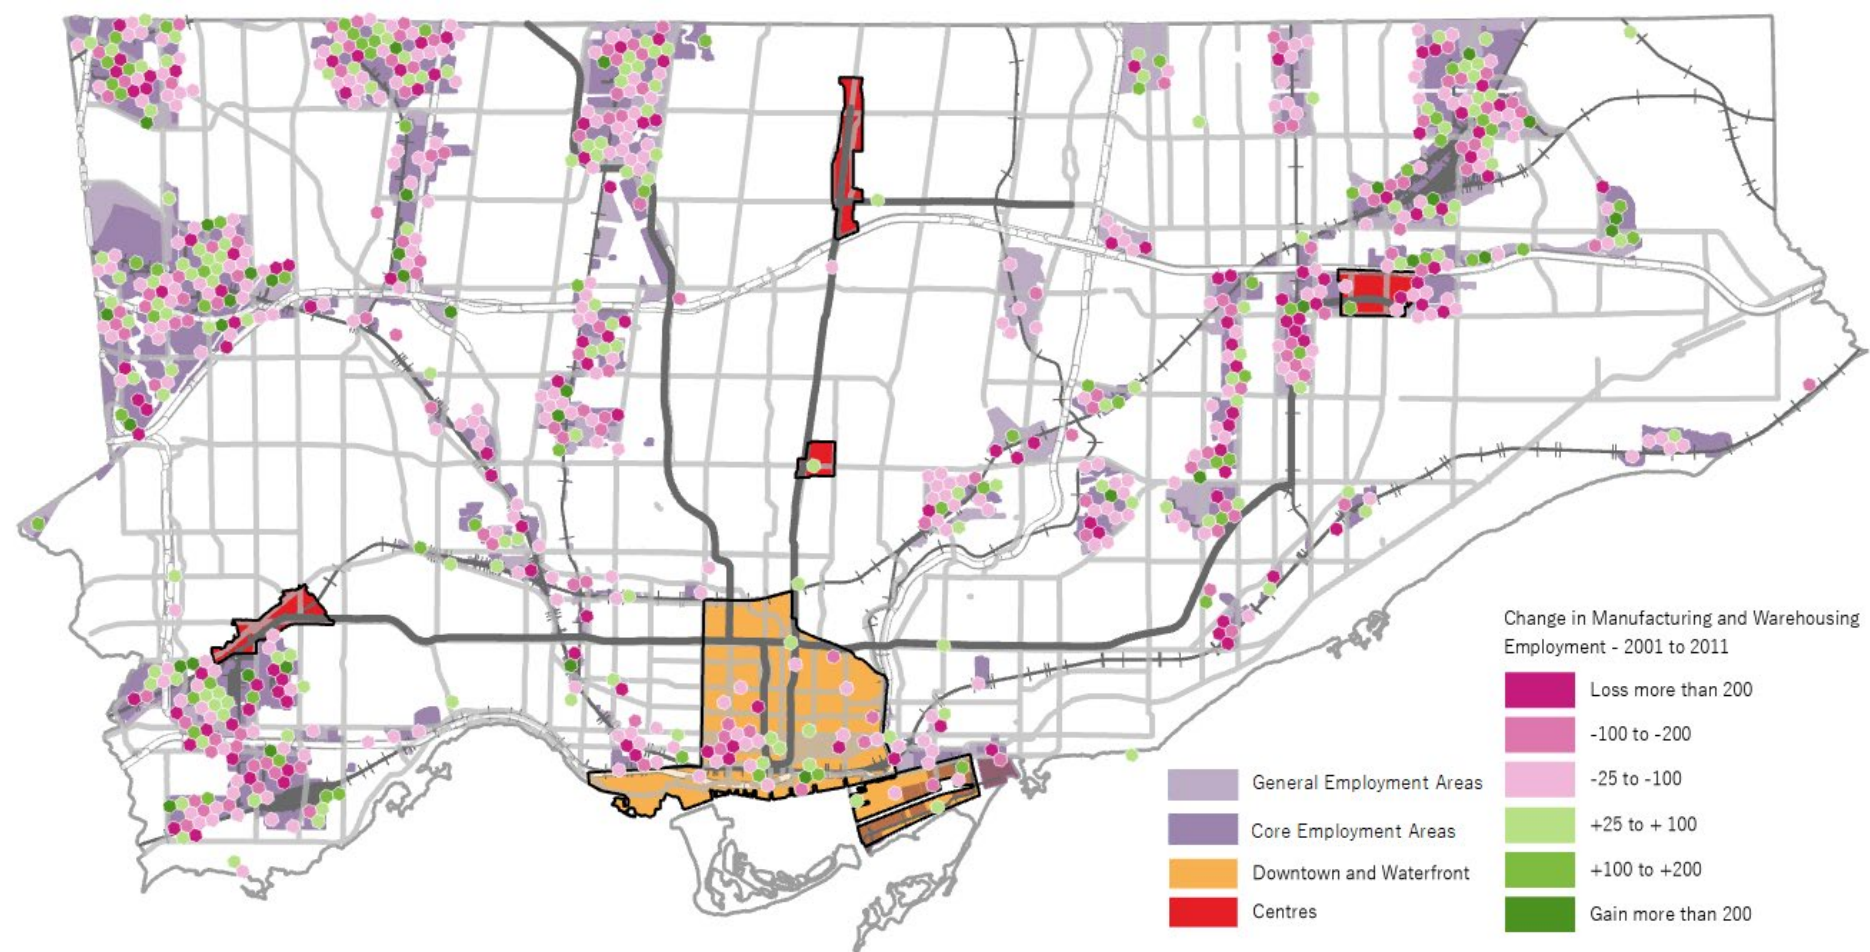 Change in Manufacturing and Warehousing
Employment - 2001 to 2011
Loss more than 200
-100 to -200
-25 to -100
+25 to + 100
+100 to +200
Gain more than 200
General Employment Areas
Core Employment Areas
Downtown and Waterfront
Centres